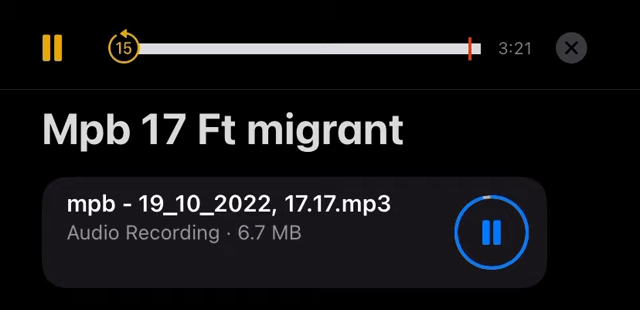 15
3:21
Mpb 17 Ft migrant
mpb - 19_10_2022, 17.17.mp3
Audio Recording · 6.7 MB